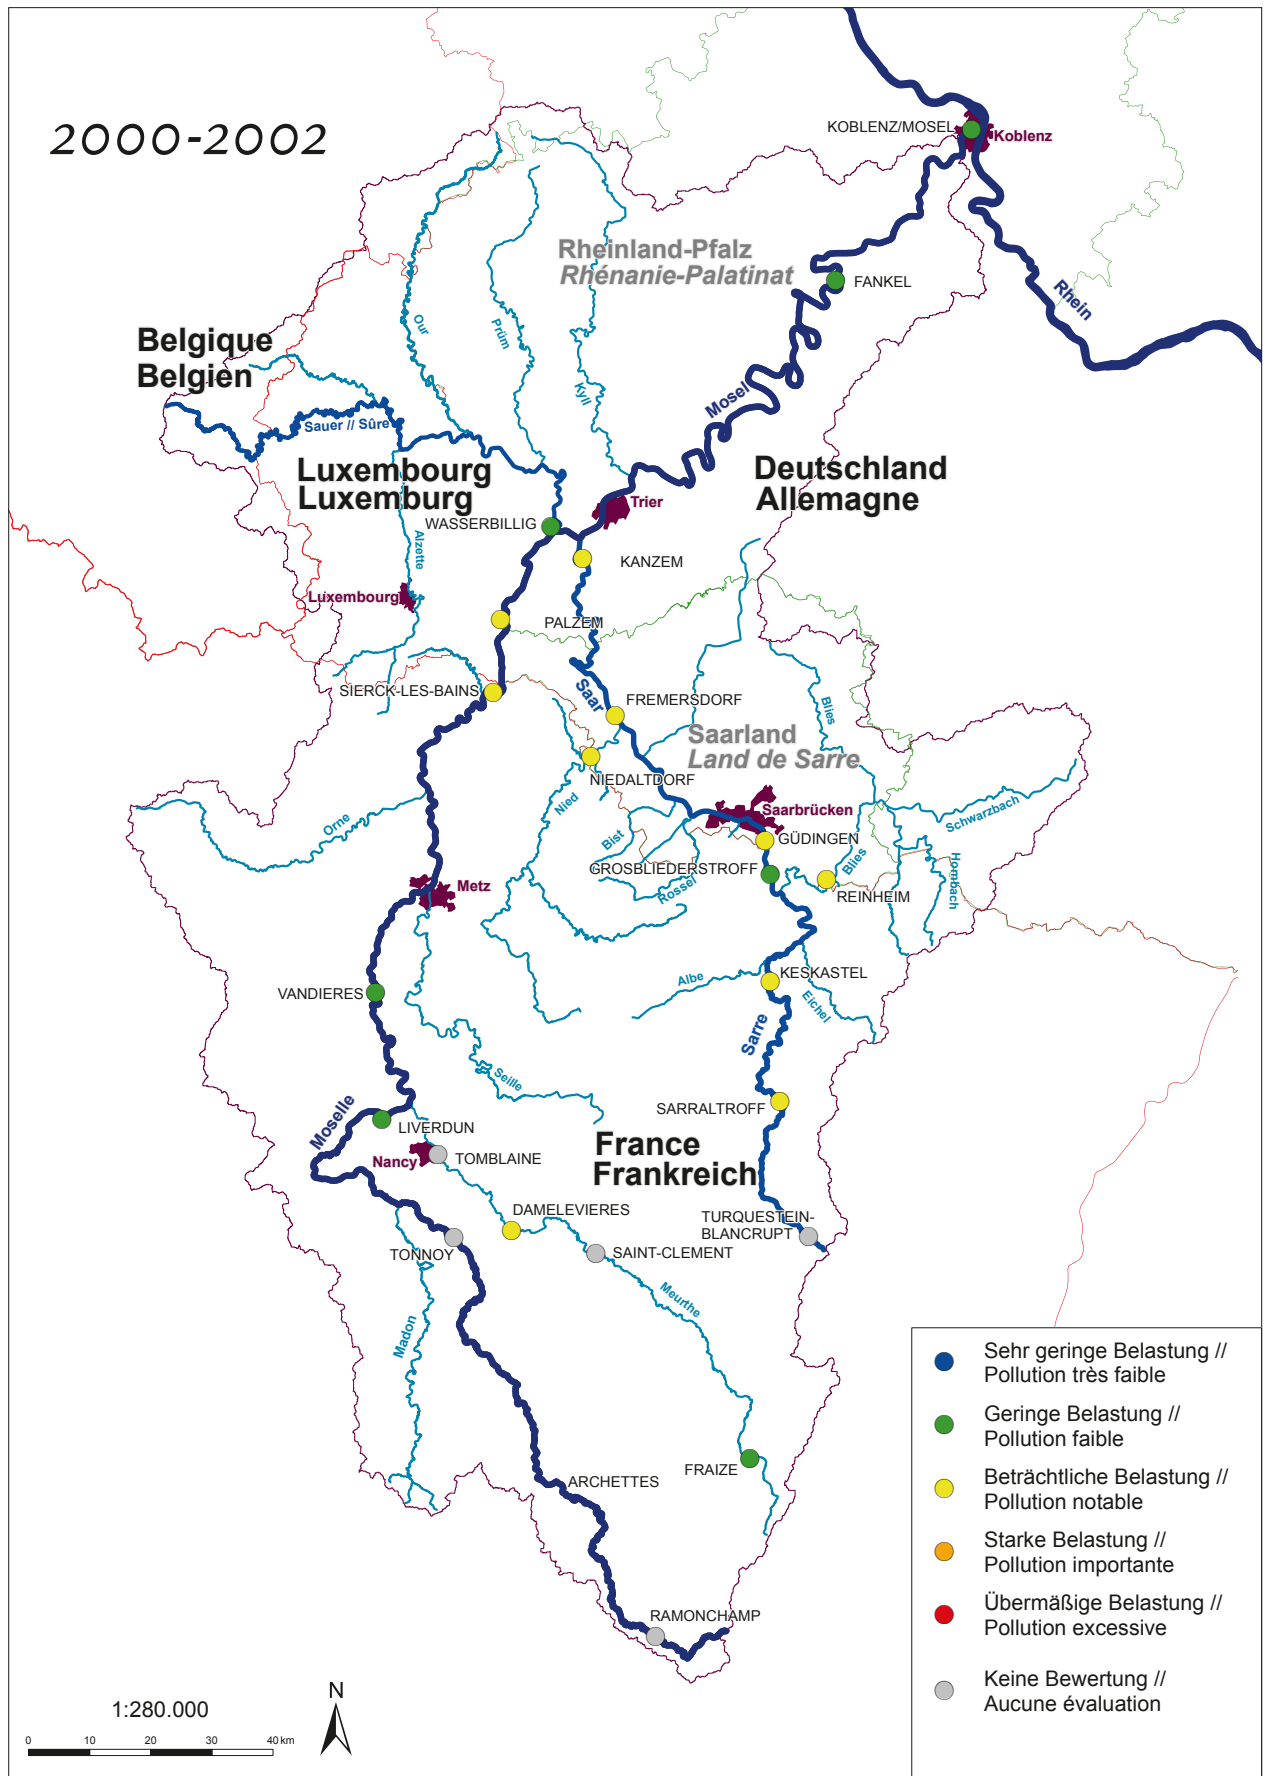 2000-2002
KOBLENZ/MOSEL
Koblenz
Rheinland-Pfalz
Rhénanie-Palatinat
FANKEL
Rhein
Our
Prüm
Kyll
Belgique
Belgien
Mosel
Sauer // Sûre
Luxembourg
Luxemburg
Deutschland
Allemagne
Trier
WASSERBILLIG
Alzette
KANZEM
Luxembourg
PALZEM
SIERCK-LES-BAINS
Saar
FREMERSDORF
Blies
Saarland
Land de Sarre
NIEDALTDORF
Nied
Saarbrücken
Schwarzbach
Orne
Bist
GÜDINGEN
Blies
Hornbach
GROSBLIEDERSTROFF
Rossel
REINHEIM
Metz
KESKASTEL
Albe
Eichel
VANDIERES
Sarre
Seille
SARRALTROFF
Moselle
LIVERDUN
France
Frankreich
Nancy
TOMBLAINE
DAMELEVIERES
TURQUESTEIN-
BLANCRUPT
TONNOY
SAINT-CLEMENT
Meurthe
Madon
FRAIZE
ARCHETTES
RAMONCHAMP
Sehr geringe Belastung //
Pollution très faible
Geringe Belastung //
Pollution faible
Beträchtliche Belastung //
Pollution notable
Starke Belastung //
Pollution importante
Übermäßige Belastung //
Pollution excessive
Keine Bewertung //
Aucune évaluation
N
1:280.000
0 10 20 30 40 km